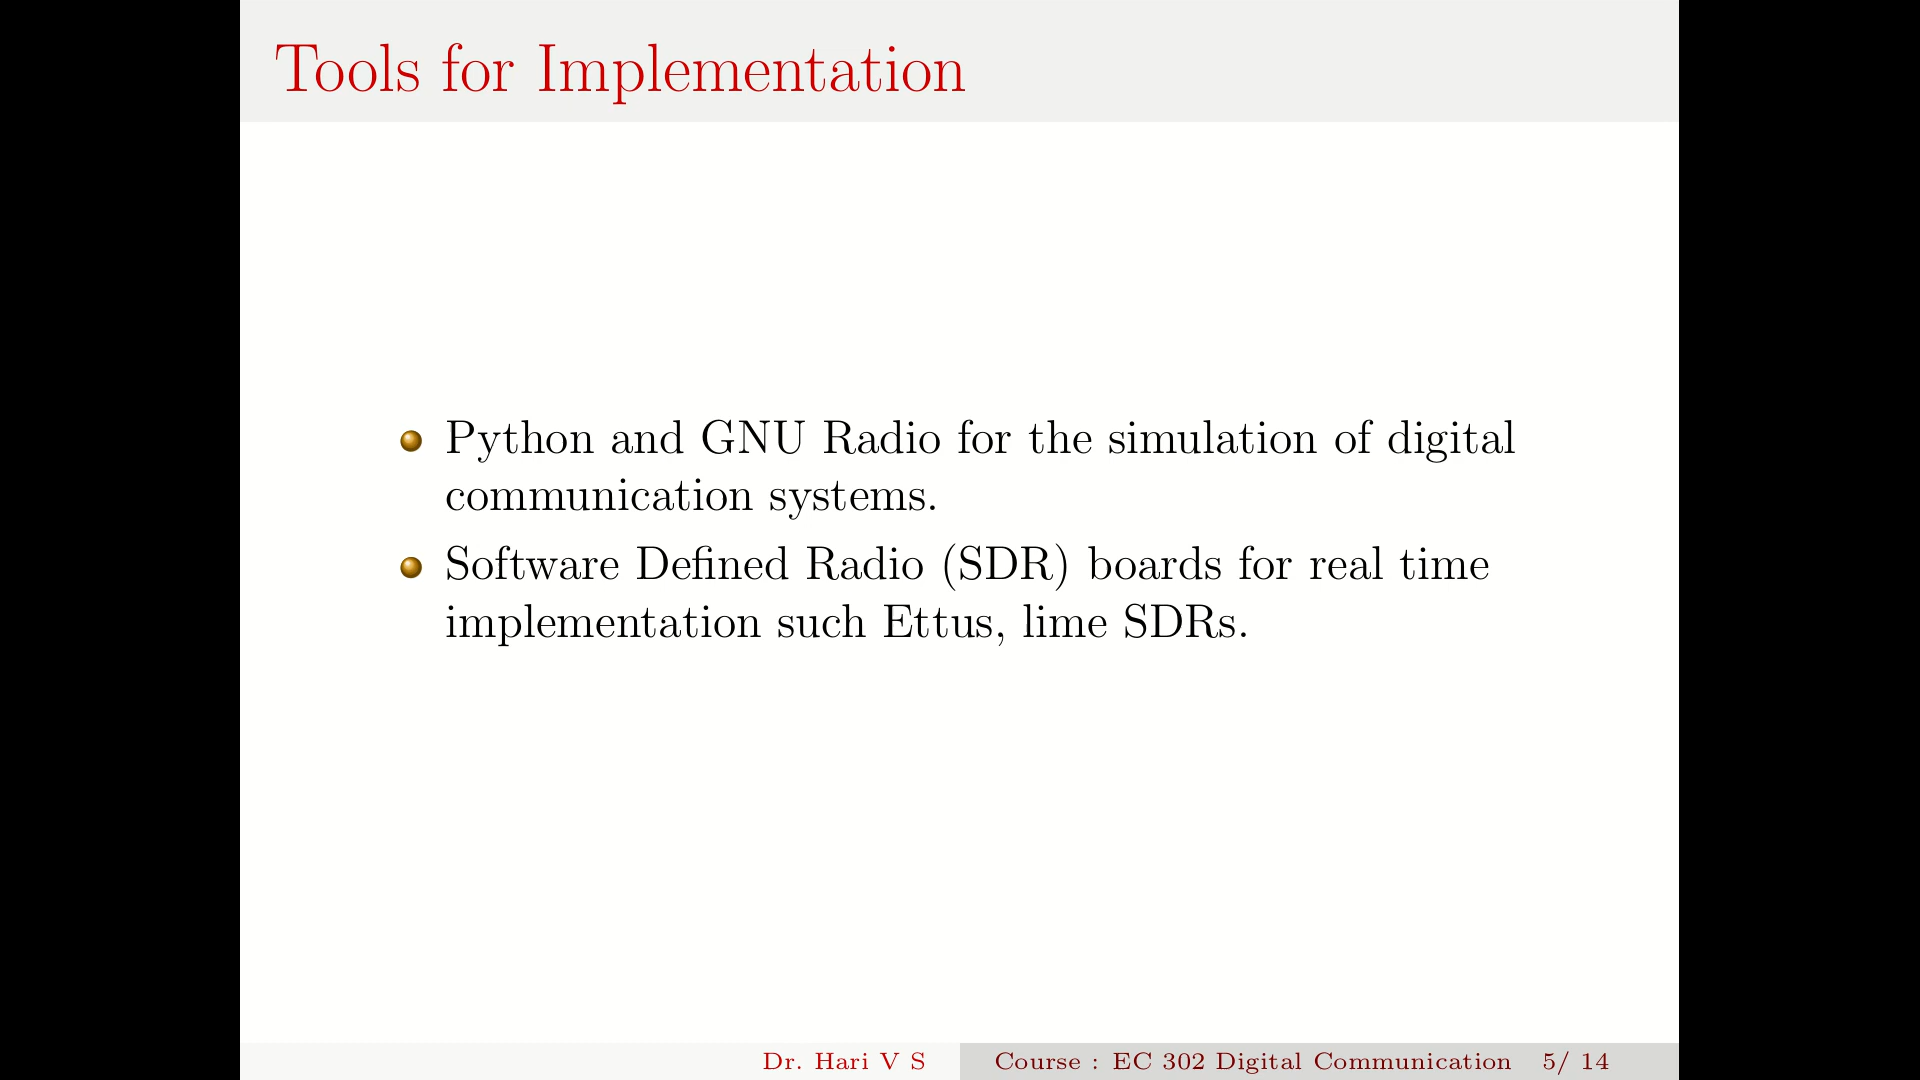 Tools for Implementation
Python and GNU Radio for the simulation of digital
communication systems.
Software Defined Radio (SDR) boards for real time
implementation such Ettus, lime SDRs.
Dr. Hari V S
Course : EC 302 Digital Communication 5/ 14